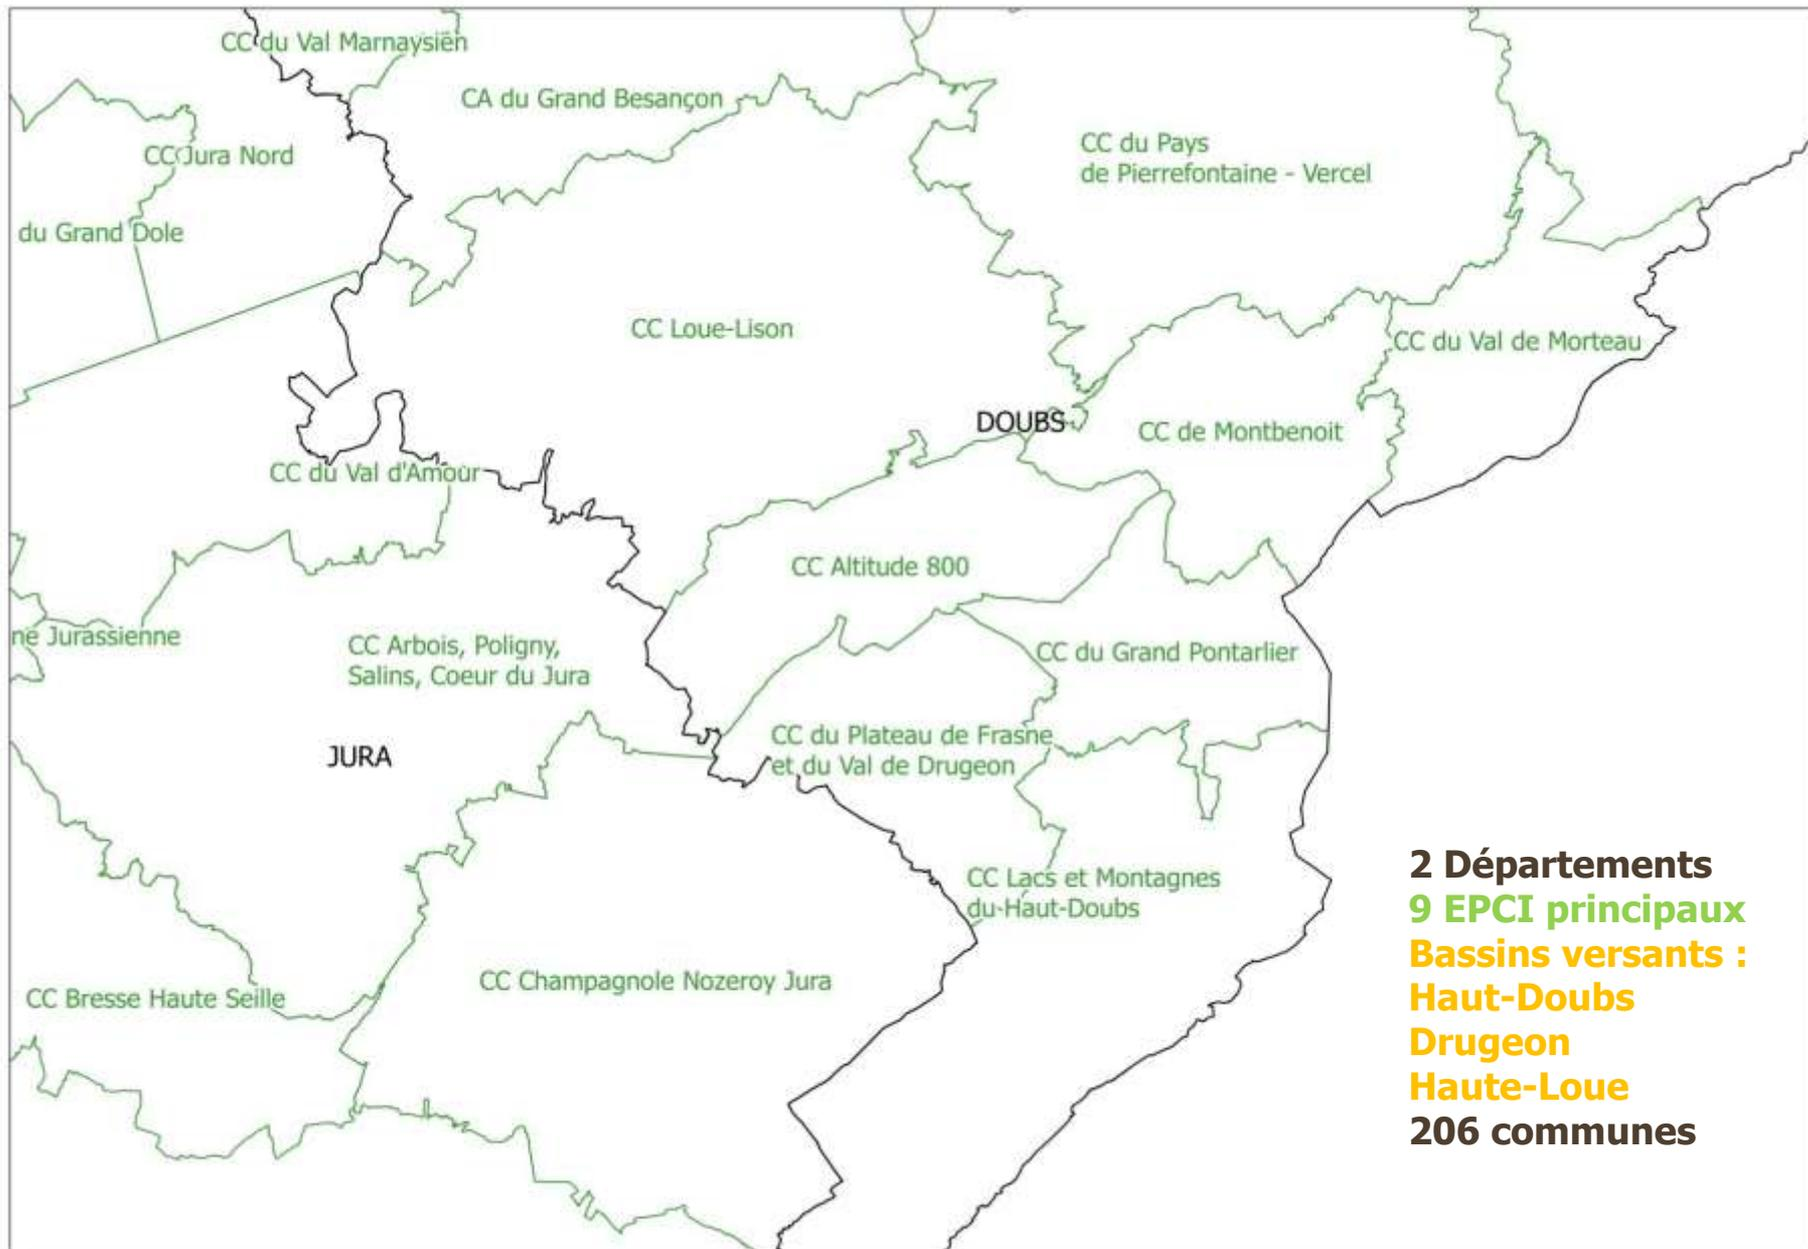 CC du Val Marnaysien
CA du Grand Besançon
CC Jura Nord
CC du Pays
de Pierrefontaine - Vercel
du Grand Dole
CC Loue-Lison
CC du Val de Morteau
DOUBS
CC de Montbenoit
CC du Val d'Amour
CC Altitude 800
ne Jurassienne
CC Arbois, Poligny,
Salins, Coeur du Jura
CC du Grand Pontarlier
JURA
CC du Plateau de Frasne
et du Val de Drugeon
CC Lacs et Montagnes
du Haut-Doubs
CC Champagnole Nozeroy Jura
CC Bresse Haute Seille
2 Départements
9 EPCI principaux
Bassins versants :
Haut-Doubs
Drugeon
Haute-Loue
206 communes